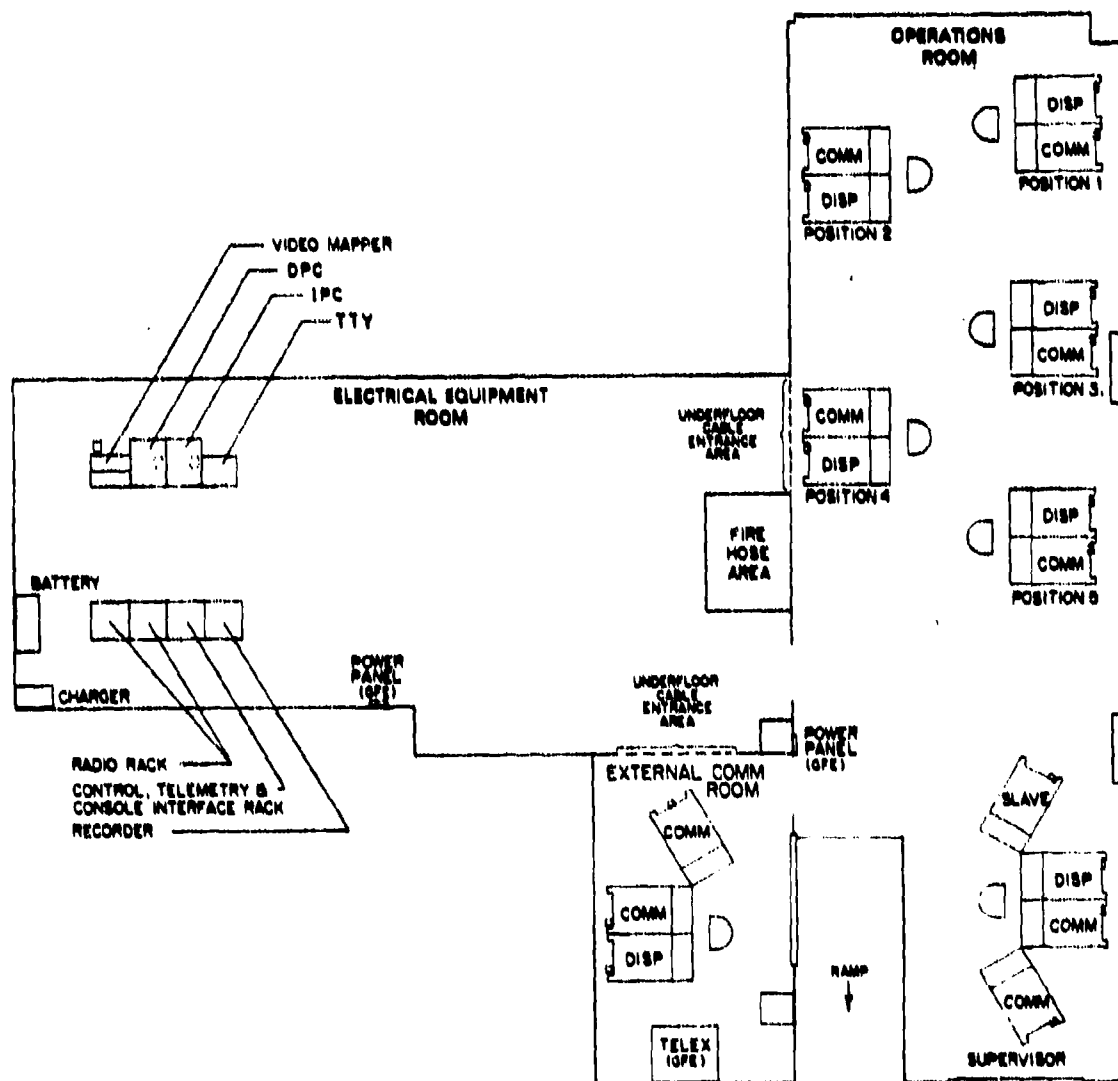 OPERATIONS
ROOM
DISP
COMM
POSITION 1
COMM
DISP
POSITION 2
VIDEO MAPPER
DPC
IPC
TTY
DISP
COMM
POSITION 3
ELECTRICAL EQUIPMENT
ROOM
UNDERFLOOR
CABLE
ENTRANCE
AREA
COMM
DISP
POSITION 4
FIRE
HOSE
AREA
DISP
COMM
POSITION 5
BATTERY
CHARGER
POWER
PANEL
(GFE)
UNDERFLOOR
CABLE
ENTRANCE
AREA
POWER
PANEL
(GFE)
RADIO RACK
CONTROL, TELEMETRY &
CONSOLE INTERFACE RACK
RECORDER
EXTERNAL COMM
ROOM
COMM
COMM
DISP
TELEX
(GFE)
RAMP
SLAVE
DISP
COMM
COMM
SUPERVISOR